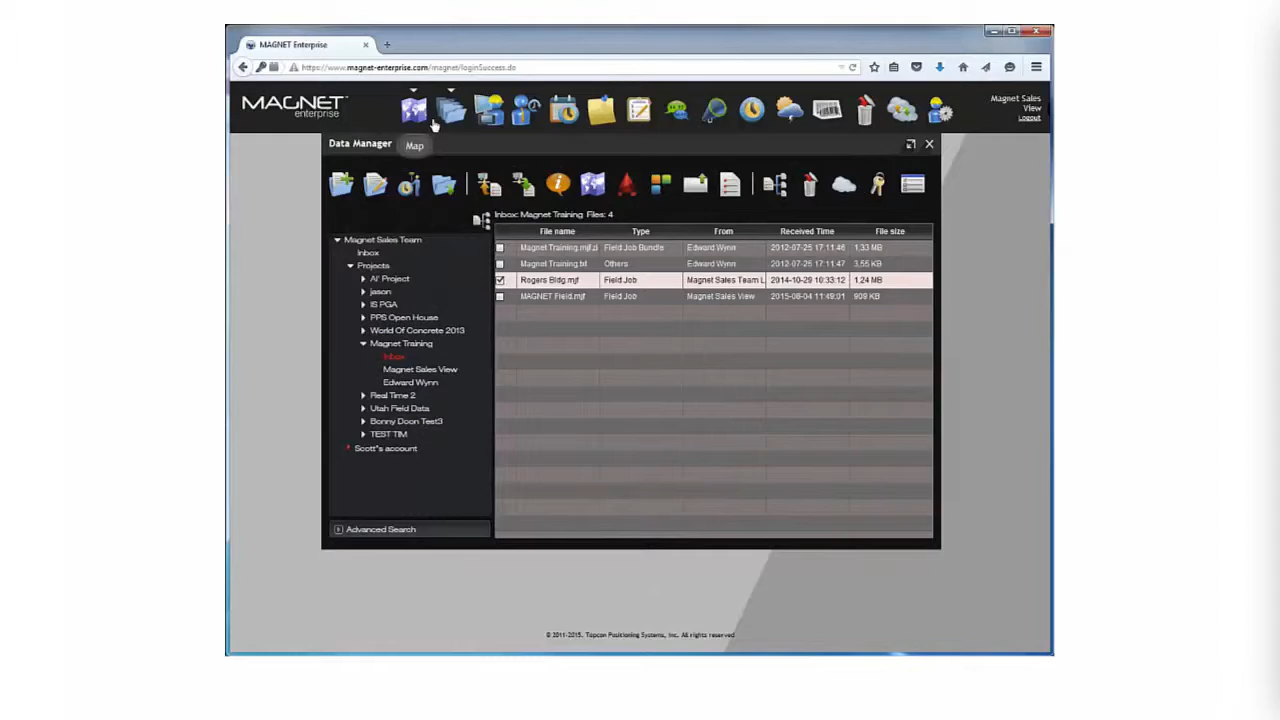 MAGNET Enterprise
https://www.magnet-enterprise.com/magnet/loginSuccess.do
MAGNET
enterprise
Magnet Sales
View
Logout
Data Manager
Map
Inbox: Magnet Training Files: 4
File name Type From Received Time File size
Magnet Training.mjf.zi Field Job Bundle Edward Wynn 2012-07-25 17:11:46 1.33 MB
Magnet Training.txt Others Edward Wynn 2012-07-25 17:11:47 3.55 KB
Rogers Bldg.mjf Field Job Magnet Sales Team L 2014-10-29 10:33:12 1.24 MB
MAGNET Field.mjf Field Job Magnet Sales View 2015-08-04 11:49:01 909 KB
Magnet Sales Team
Inbox
Projects
Al' Project
jason
IS PGA
PPS Open House
World Of Concrete 2013
Magnet Training
Inbox
Magnet Sales View
Edward Wynn
Real Time 2
Utah Field Data
Bonny Doon Test3
TEST TIM
* Scott"s account
Advanced Search
© 2011-2015, Topcon Positioning Systems, Inc. All rights reserved